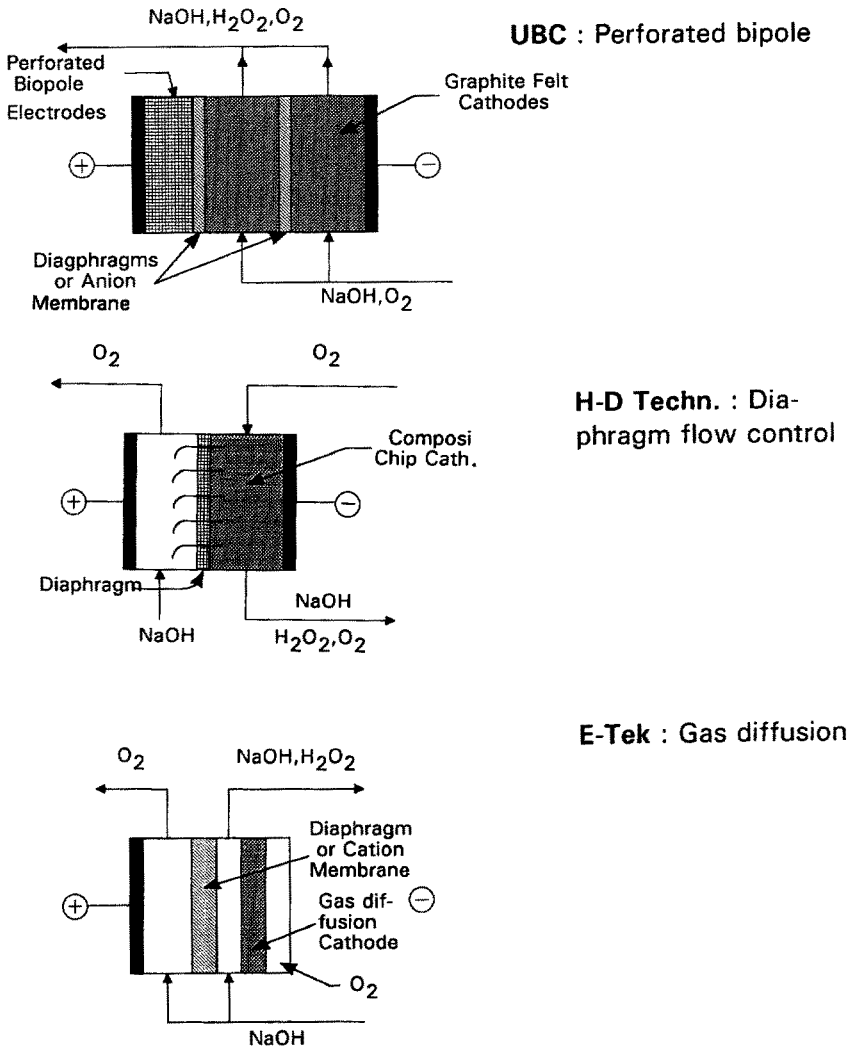 NaOH,H2O2,O2
UBC : Perforated bipole
Perforated
Biopole
Electrodes
Graphite Felt
Cathodes
+
−
Diagphragms
or Anion
Membrane
NaOH,O2
O2
O2
H-D Techn. : Dia-
phragm flow control
Composi
Chip Cath.
+
−
Diaphragm
NaOH
NaOH
H2O2,O2
E-Tek : Gas diffusion
O2
NaOH,H2O2
Diaphragm
or Cation
Membrane
+
−
Gas dif-
fusion
Cathode
O2
NaOH